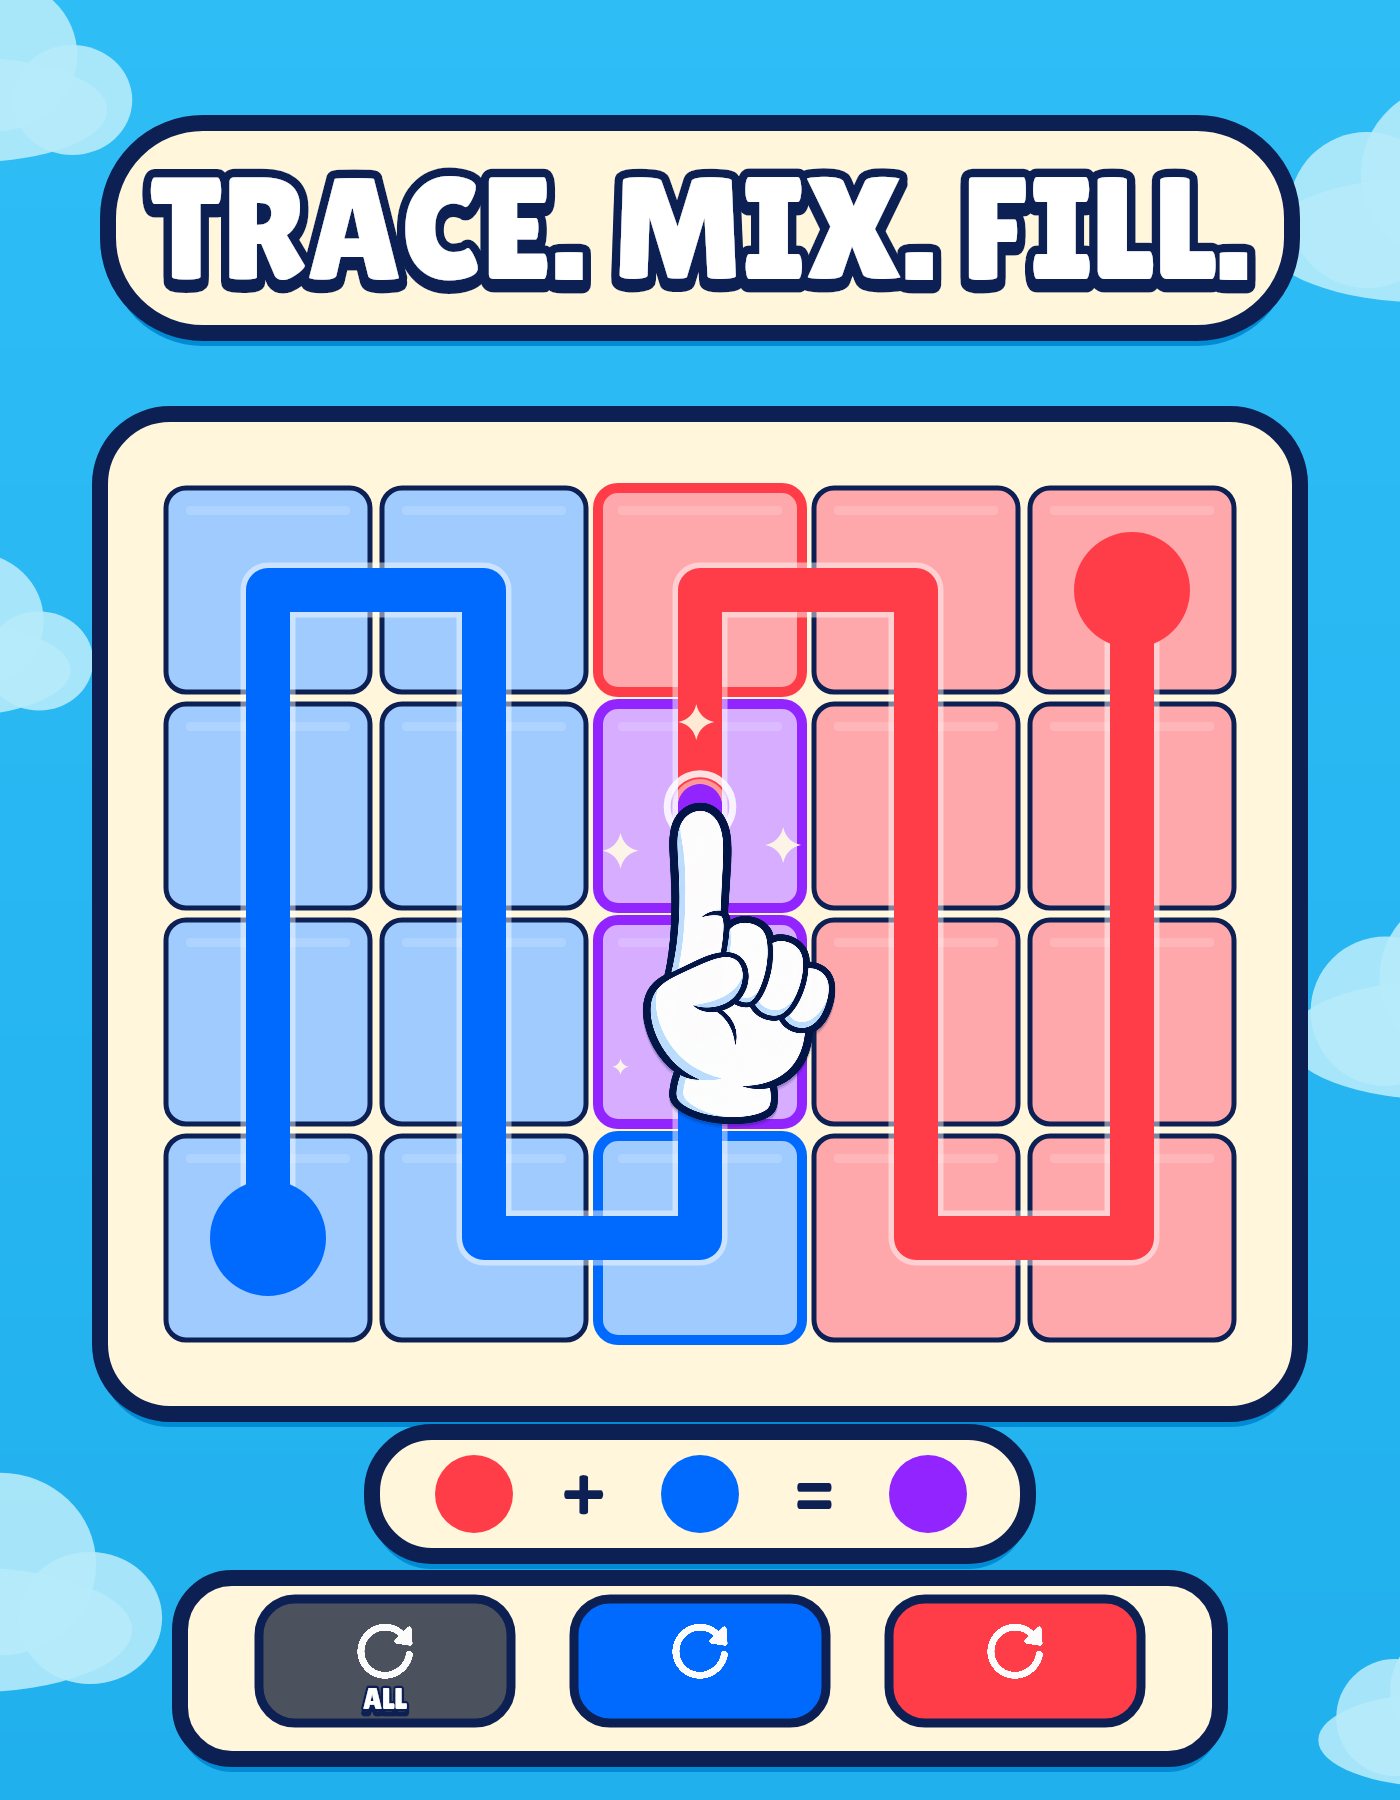 TRACE. MIX. FILL.
+ =
ALL